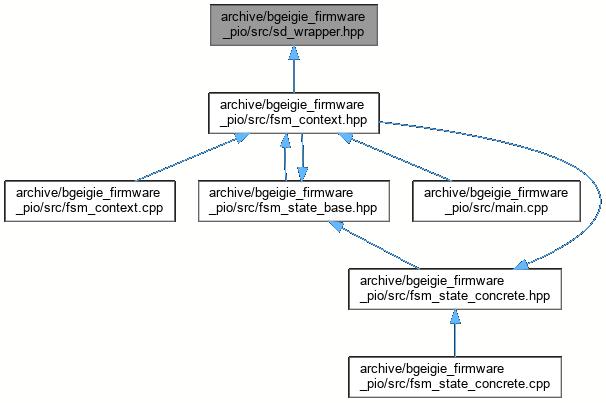 archive/bgeigie_firmware
_pio/src/sd_wrapper.hpp
archive/bgeigie_firmware
_pio/src/fsm_context.hpp
archive/bgeigie_firmware
_pio/src/fsm_context.cpp
archive/bgeigie_firmware
_pio/src/fsm_state_base.hpp
archive/bgeigie_firmware
_pio/src/main.cpp
archive/bgeigie_firmware
_pio/src/fsm_state_concrete.hpp
archive/bgeigie_firmware
_pio/src/fsm_state_concrete.cpp